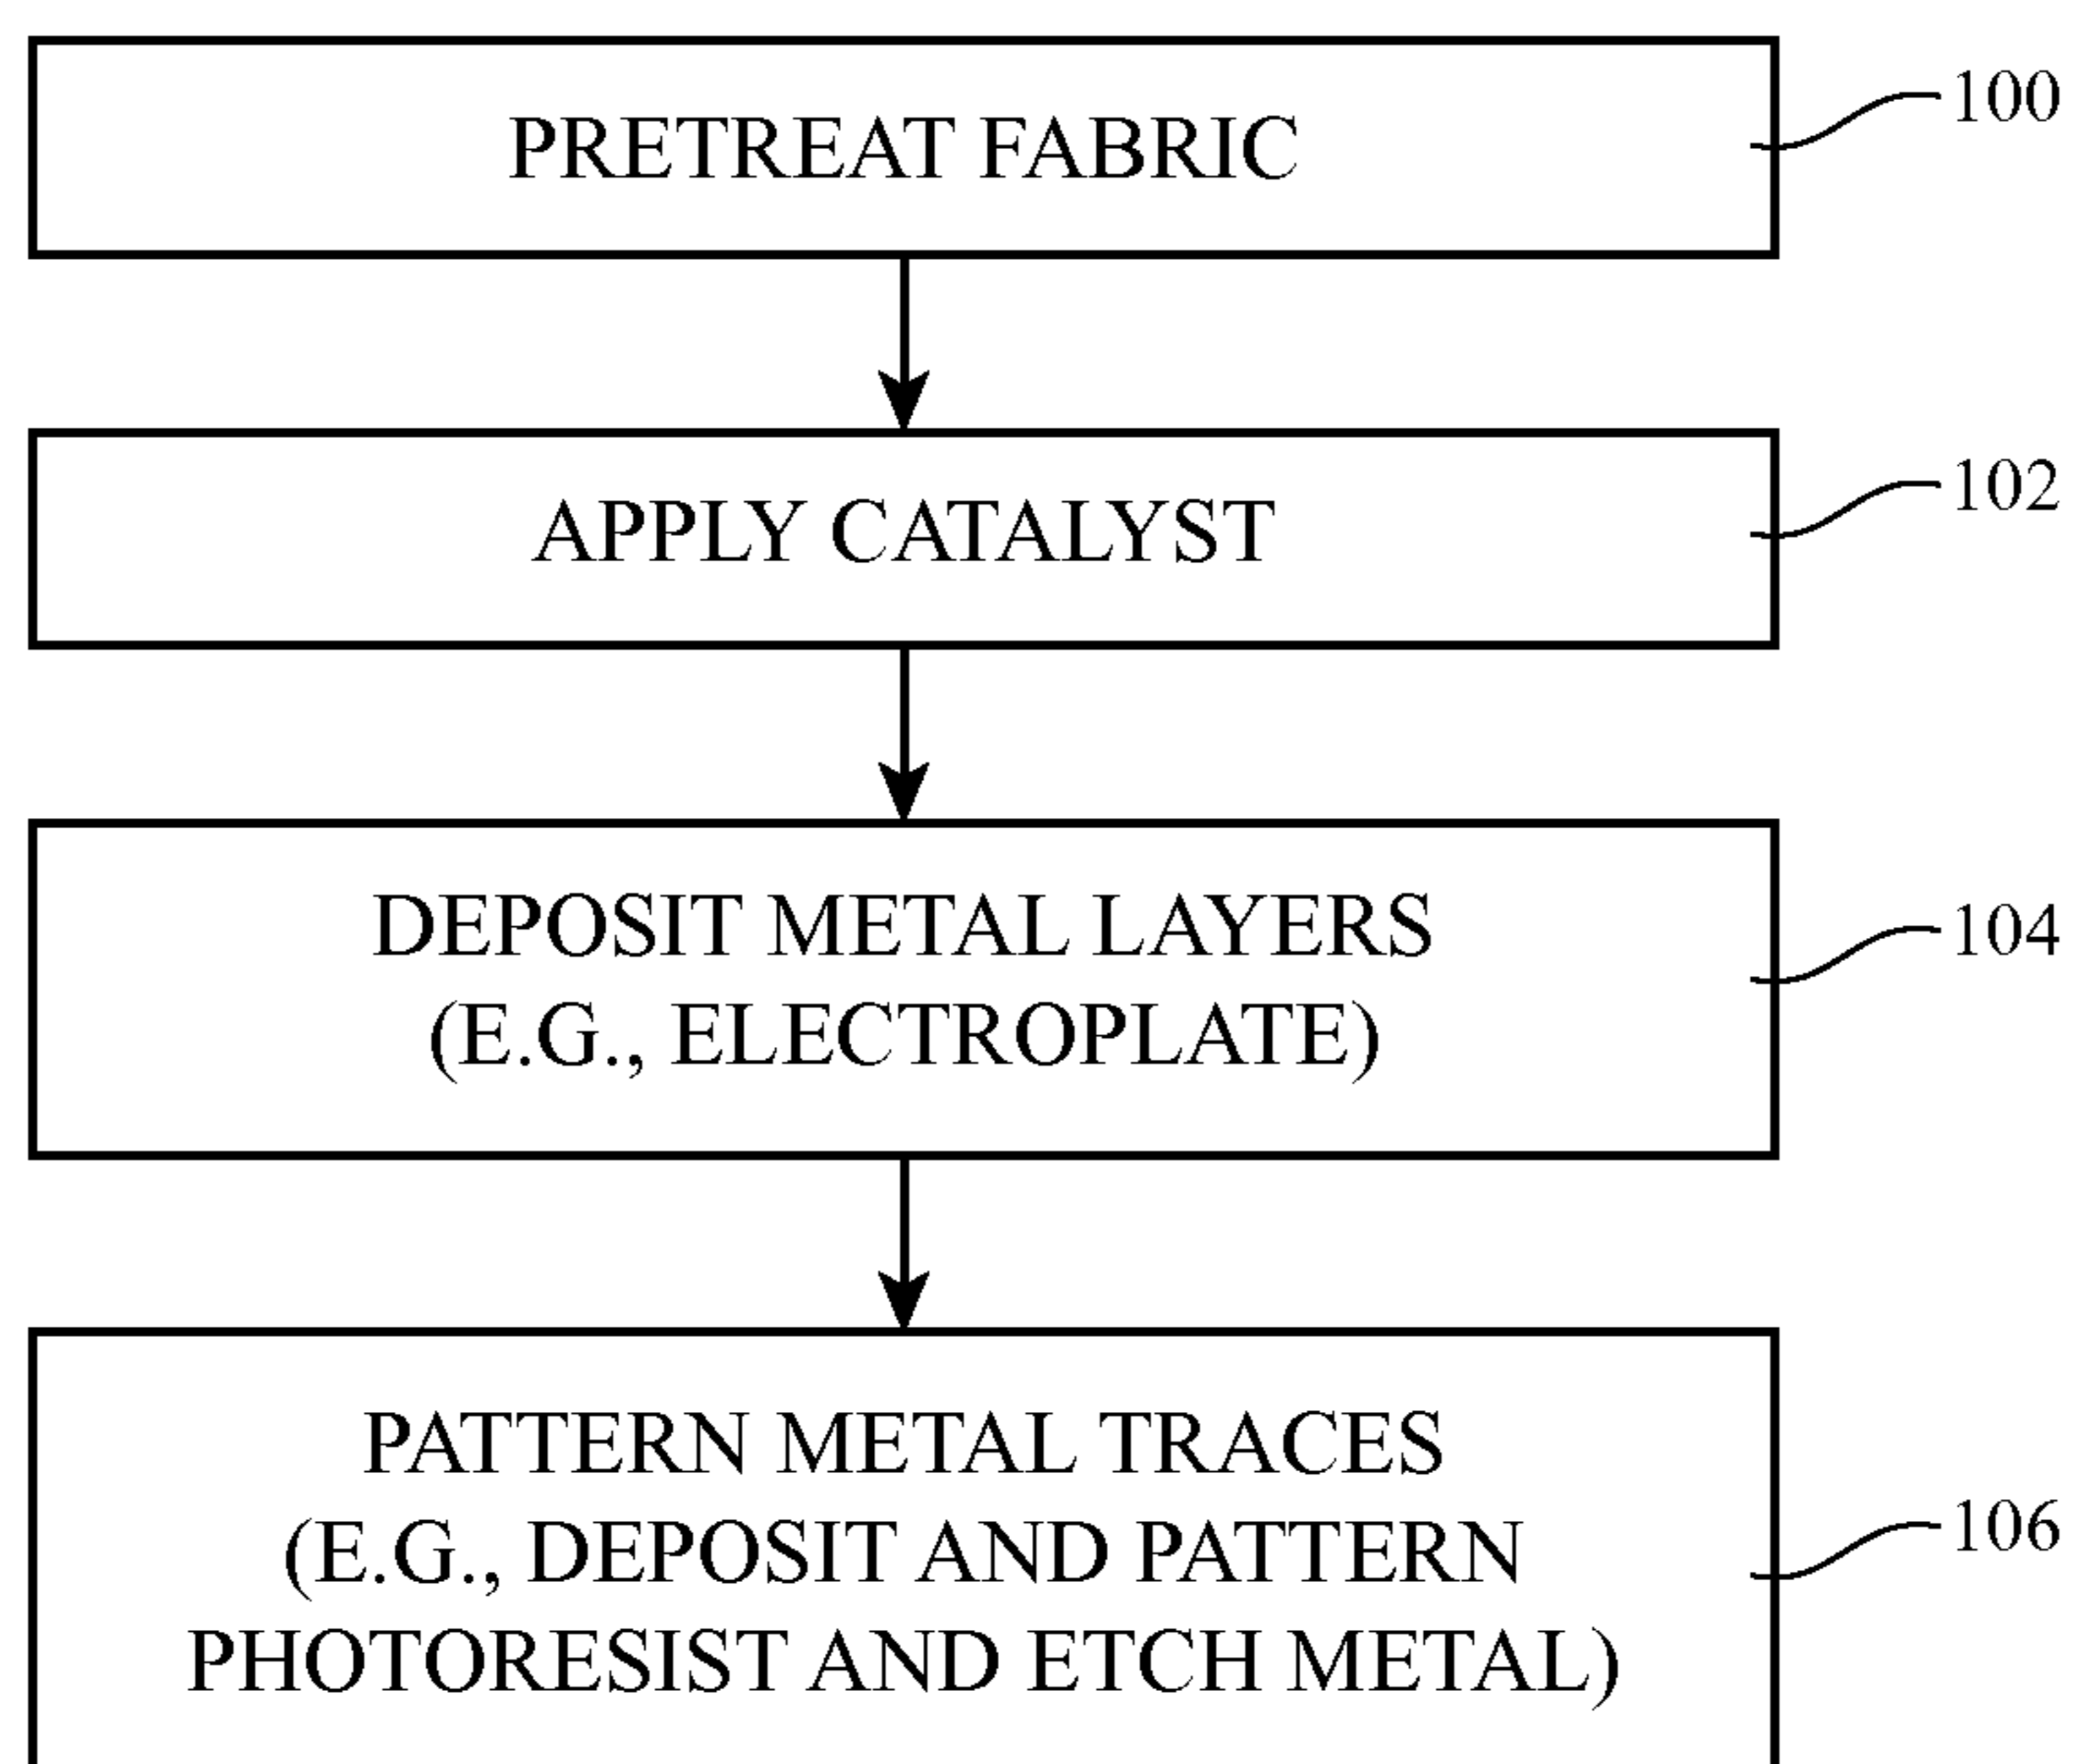 PRETREAT FABRIC
100
APPLY CATALYST
102
DEPOSIT METAL LAYERS
(E.G., ELECTROPLATE)
104
PATTERN METAL TRACES
(E.G., DEPOSIT AND PATTERN
PHOTORESIST AND ETCH METAL)
106